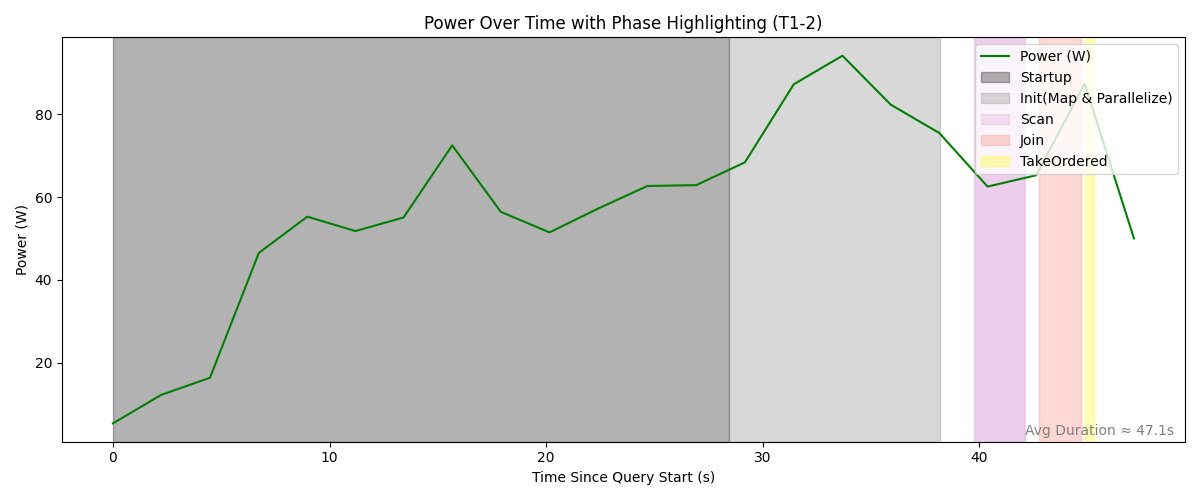 Power Over Time with Phase Highlighting (T1-2)
Power (W)
Startup
Init(Map & Parallelize)
Scan
Join
TakeOrdered
80
60
40
20
Power (W)
Avg Duration ≈ 47.1s
0 10 20 30 40
Time Since Query Start (s)